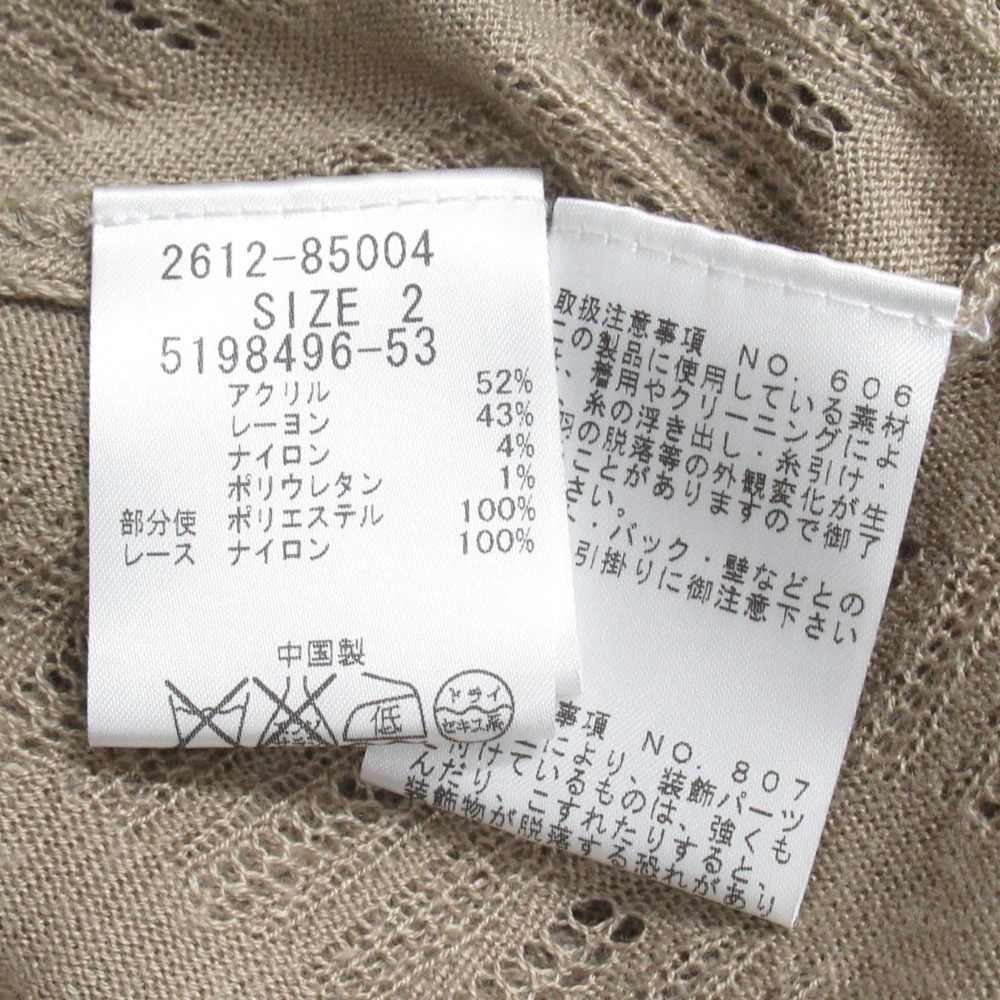 2612-85004
SIZE 2
5198496-53
アクリル 52%
レーヨン 43%
ナイロン 4%
ポリウレタン 1%
部分使 ポリエステル 100%
レース ナイロン 100%
中国製
低
ドライ
セキユ系
取扱注意事項 NO. 606
この製品に使用している素材
、着用やクリーニングによ
、糸の浮き出し・糸引け・
の脱落等の外観変化が生
ことがありますので御了
さい。
・バック・壁などとの
引掛りに御注意下さい
事項 NO. 807
により、装飾パーツ
付けているものは、強くも
んだり、こすれたりすると、
装飾物が脱落する恐れがあり